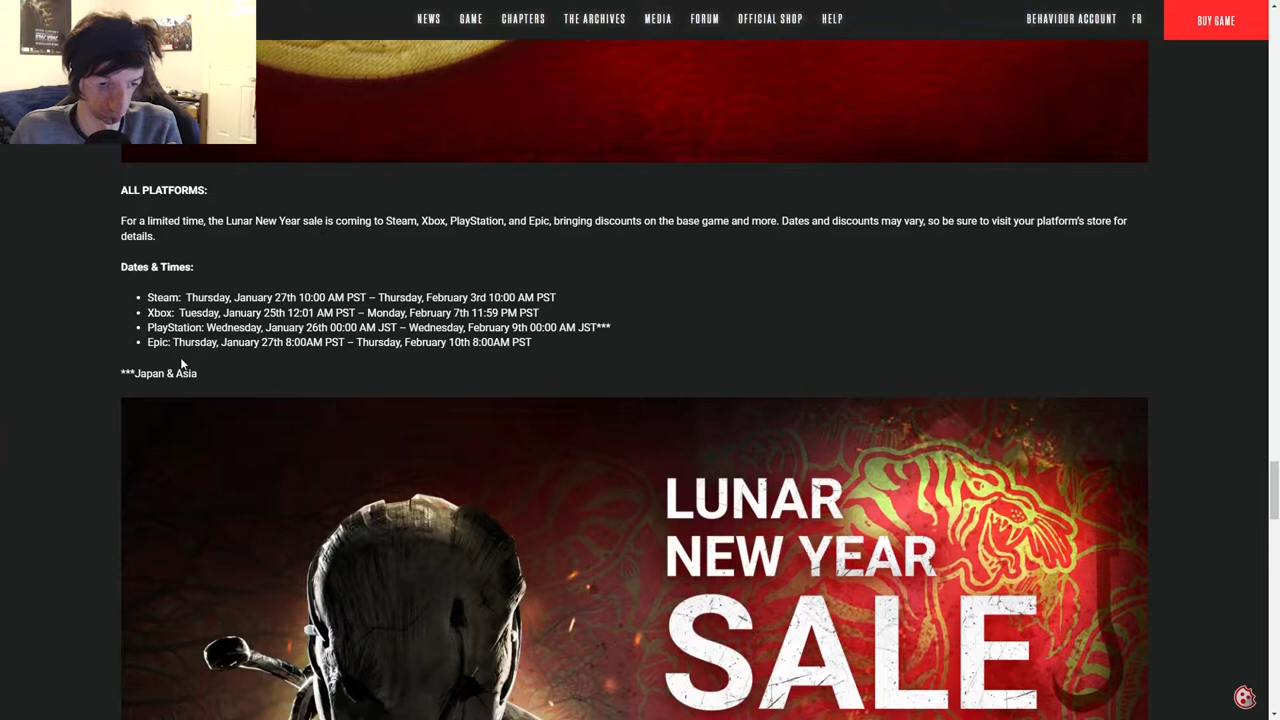 NEWS GAME CHAPTERS THE ARCHIVES MEDIA FORUM OFFICIAL SHOP HELP BEHAVIOUR ACCOUNT FR BUY GAME
ALL PLATFORMS:
For a limited time, the Lunar New Year sale is coming to Steam, Xbox, PlayStation, and Epic, bringing discounts on the base game and more. Dates and discounts may vary, so be sure to visit your platform's store for
details.
Dates & Times:
• Steam: Thursday, January 27th 10:00 AM PST – Thursday, February 3rd 10:00 AM PST
• Xbox: Tuesday, January 25th 12:01 AM PST – Monday, February 7th 11:59 PM PST
• PlayStation: Wednesday, January 26th 00:00 AM JST – Wednesday, February 9th 00:00 AM JST***
• Epic: Thursday, January 27th 8:00AM PST – Thursday, February 10th 8:00AM PST
***Japan & Asia
LUNAR
NEW YEAR
SALE